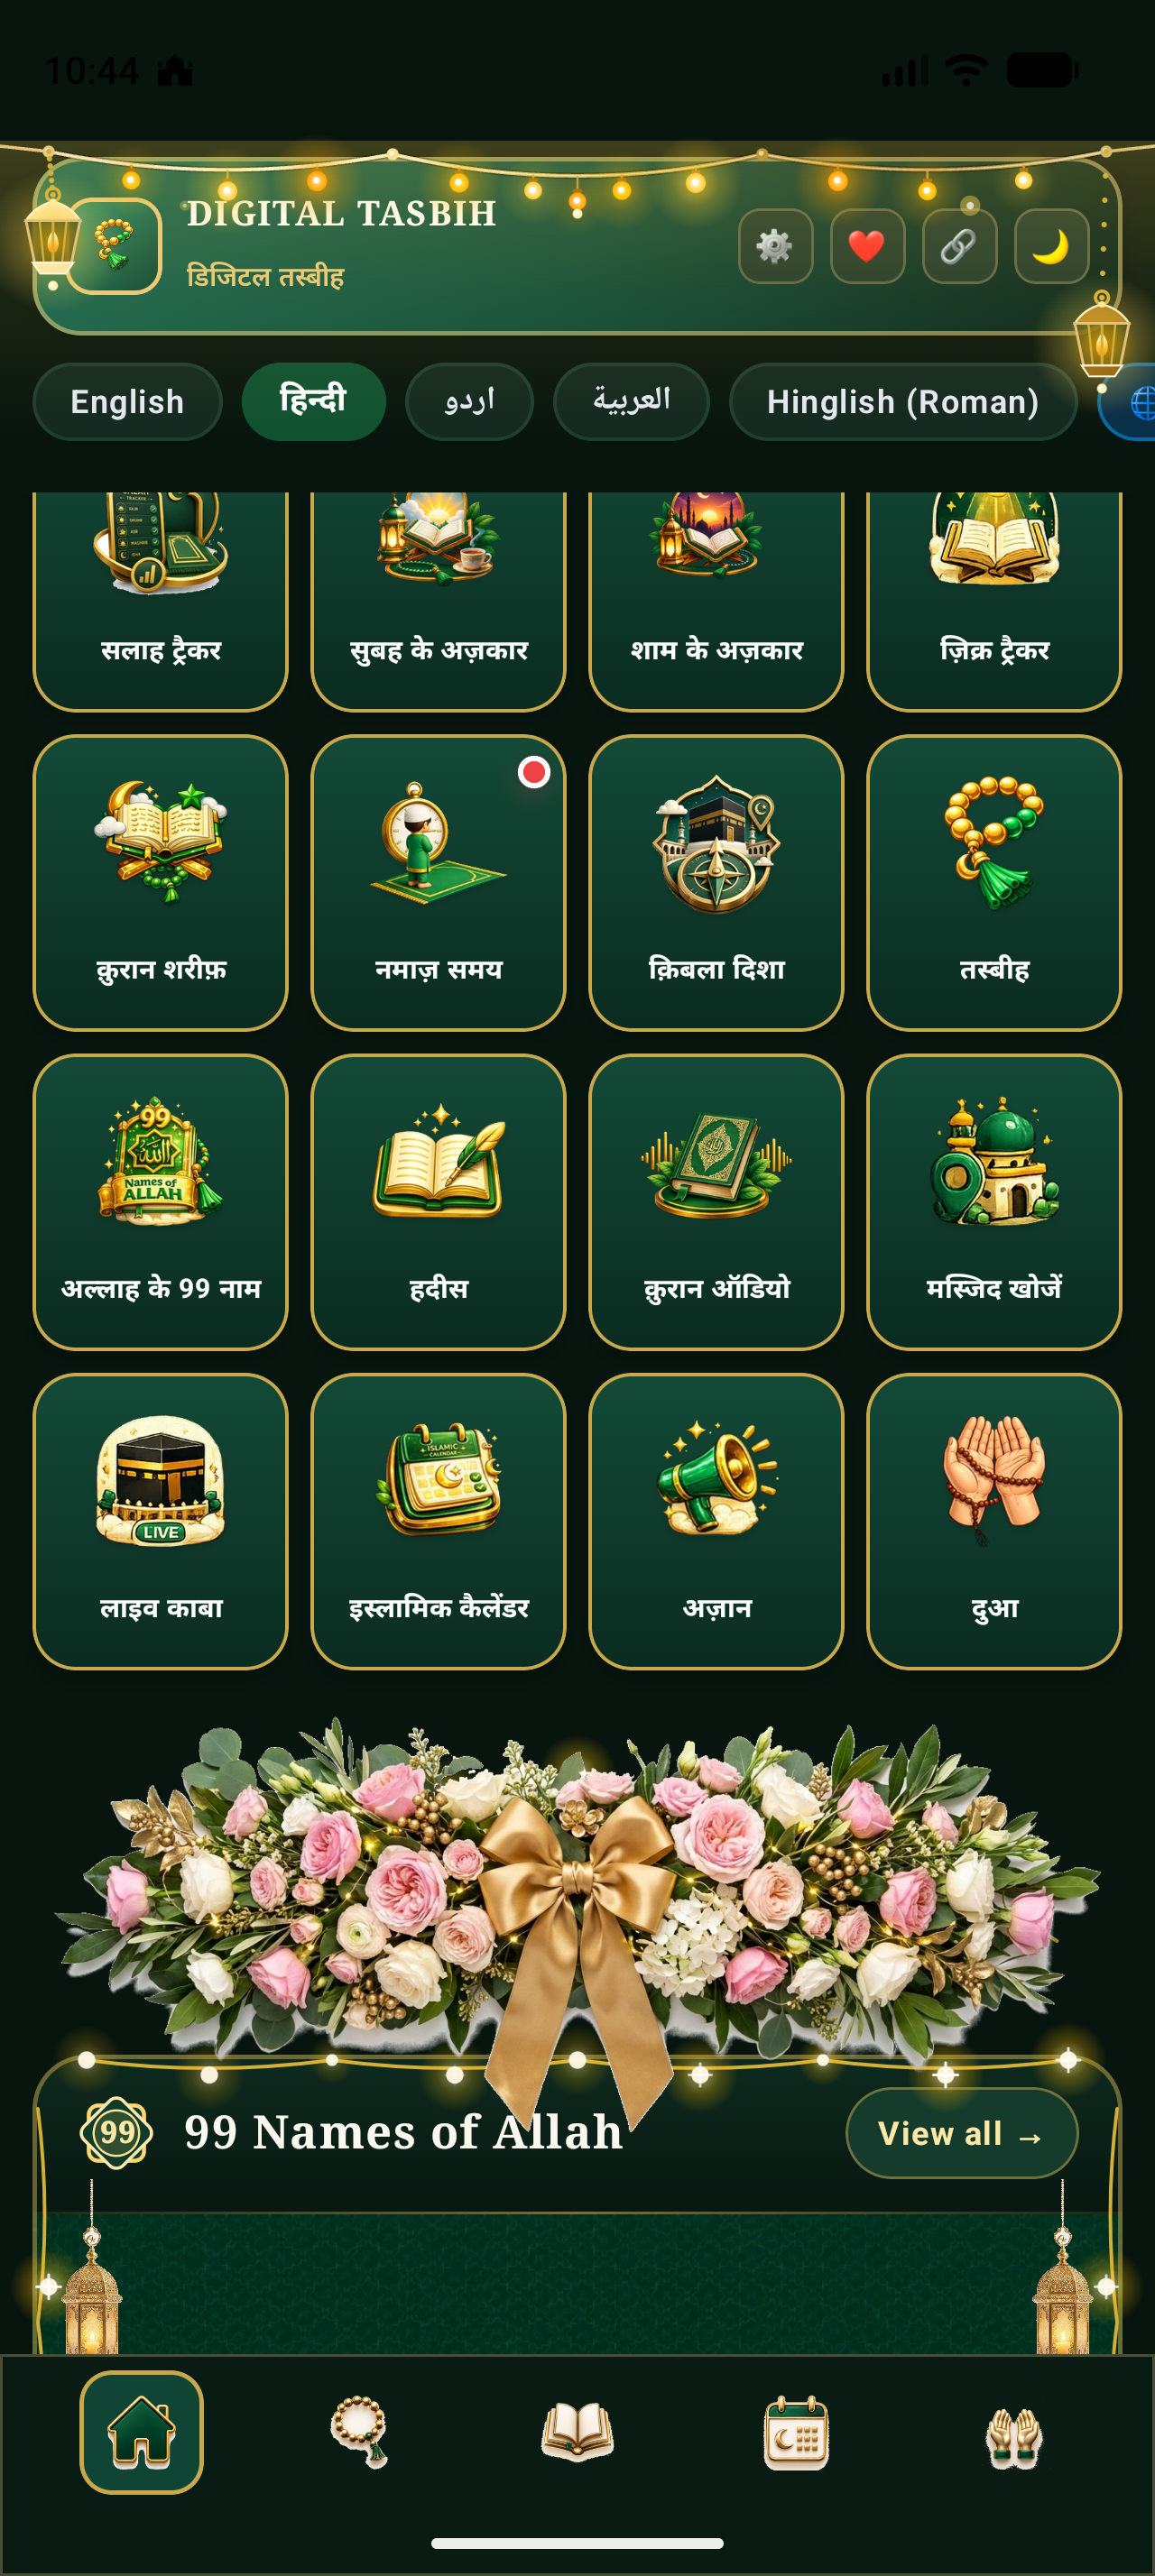 10:44
DIGITAL TASBIH
डिजिटल तस्बीह
English
हिन्दी
اردو
العربية
Hinglish (Roman)
सलाह ट्रैकर
सुबह के अज़कार
शाम के अज़कार
ज़िक्र ट्रैकर
क़ुरान शरीफ़
नमाज़ समय
क़िबला दिशा
तस्बीह
99
الله
Names of
ALLAH
अल्लाह के 99 नाम
हदीस
क़ुरान ऑडियो
मस्जिद खोजें
LIVE
ISLAMIC
CALENDAR
लाइव काबा
इस्लामिक कैलेंडर
अज़ान
दुआ
99
99 Names of Allah
View all →